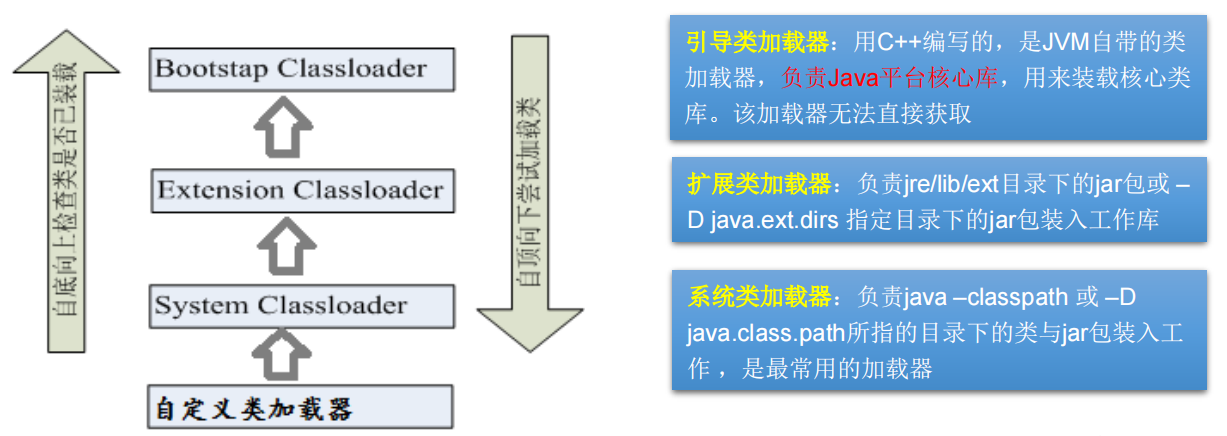 自底向上检查类是否已装载
Bootstap Classloader
Extension Classloader
System Classloader
自定义类加载器
自顶向下尝试加载类
引导类加载器：用C++编写的，是JVM自带的类
加载器，负责Java平台核心库，用来装载核心类
库。该加载器无法直接获取
扩展类加载器：负责jre/lib/ext目录下的jar包或 –
D java.ext.dirs 指定目录下的jar包装入工作库
系统类加载器：负责java –classpath 或 –D
java.class.path所指的目录下的类与jar包装入工
作 ，是最常用的加载器